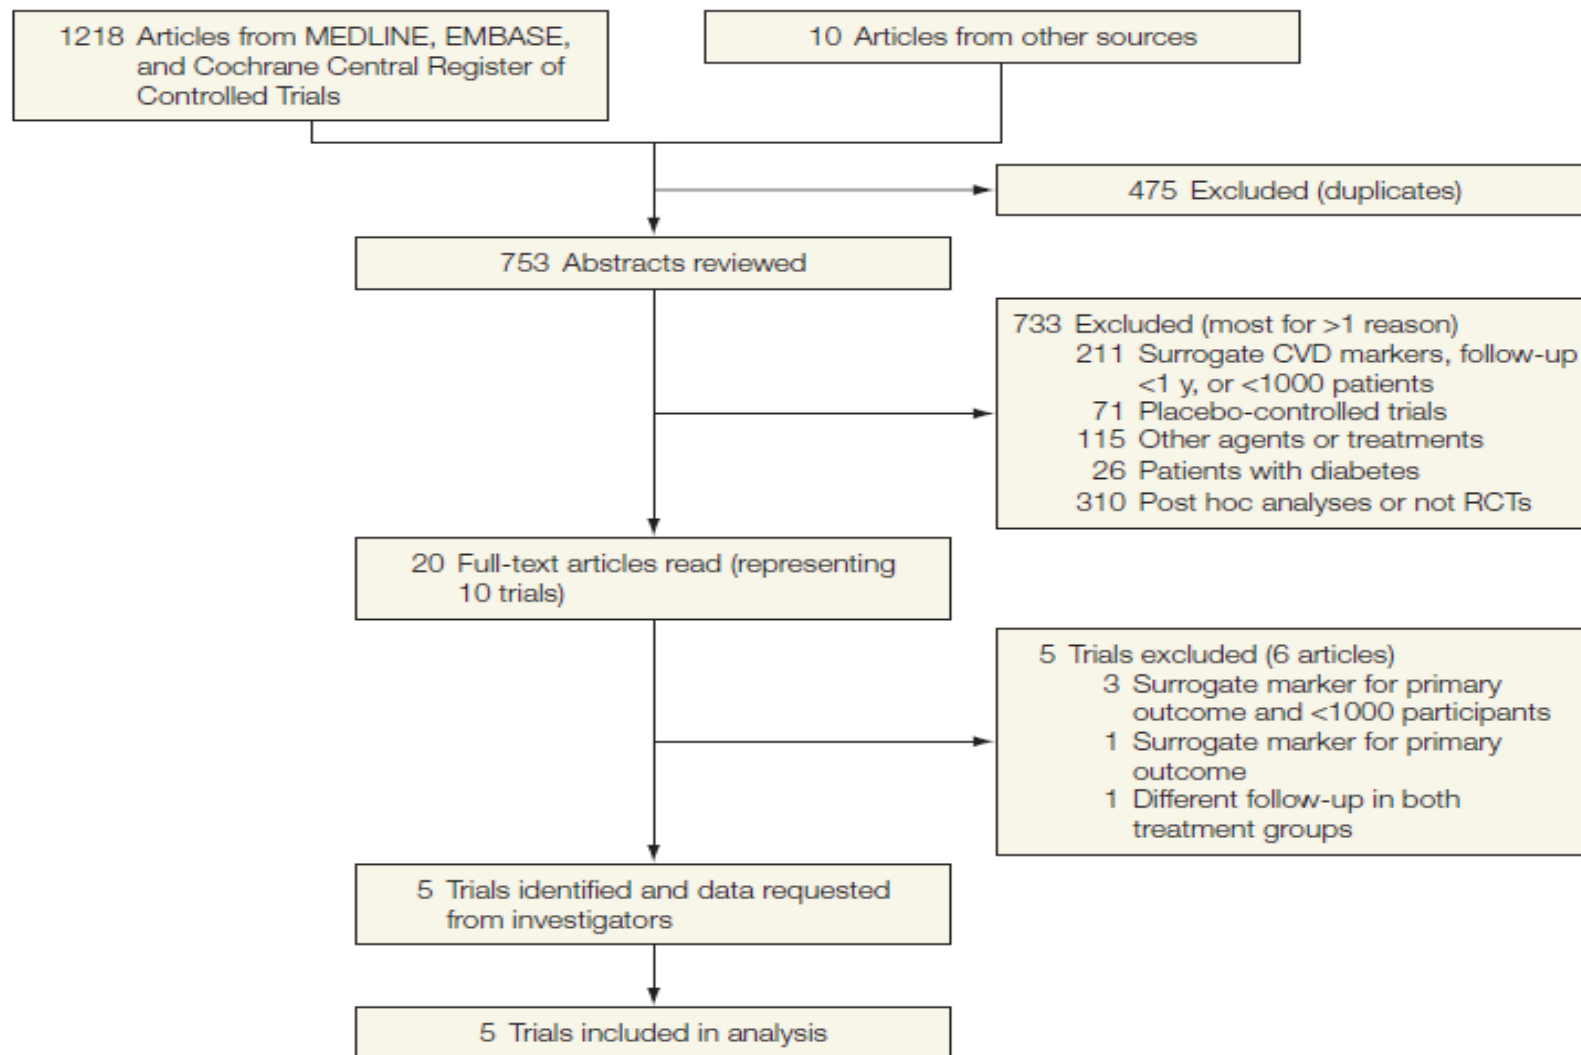 1218 Articles from MEDLINE, EMBASE,
and Cochrane Central Register of
Controlled Trials
10 Articles from other sources
475 Excluded (duplicates)
753 Abstracts reviewed
733 Excluded (most for >1 reason)
211 Surrogate CVD markers, follow-up
<1 y, or <1000 patients
71 Placebo-controlled trials
115 Other agents or treatments
26 Patients with diabetes
310 Post hoc analyses or not RCTs
20 Full-text articles read (representing
10 trials)
5 Trials excluded (6 articles)
3 Surrogate marker for primary
outcome and <1000 participants
1 Surrogate marker for primary
outcome
1 Different follow-up in both
treatment groups
5 Trials identified and data requested
from investigators
5 Trials included in analysis